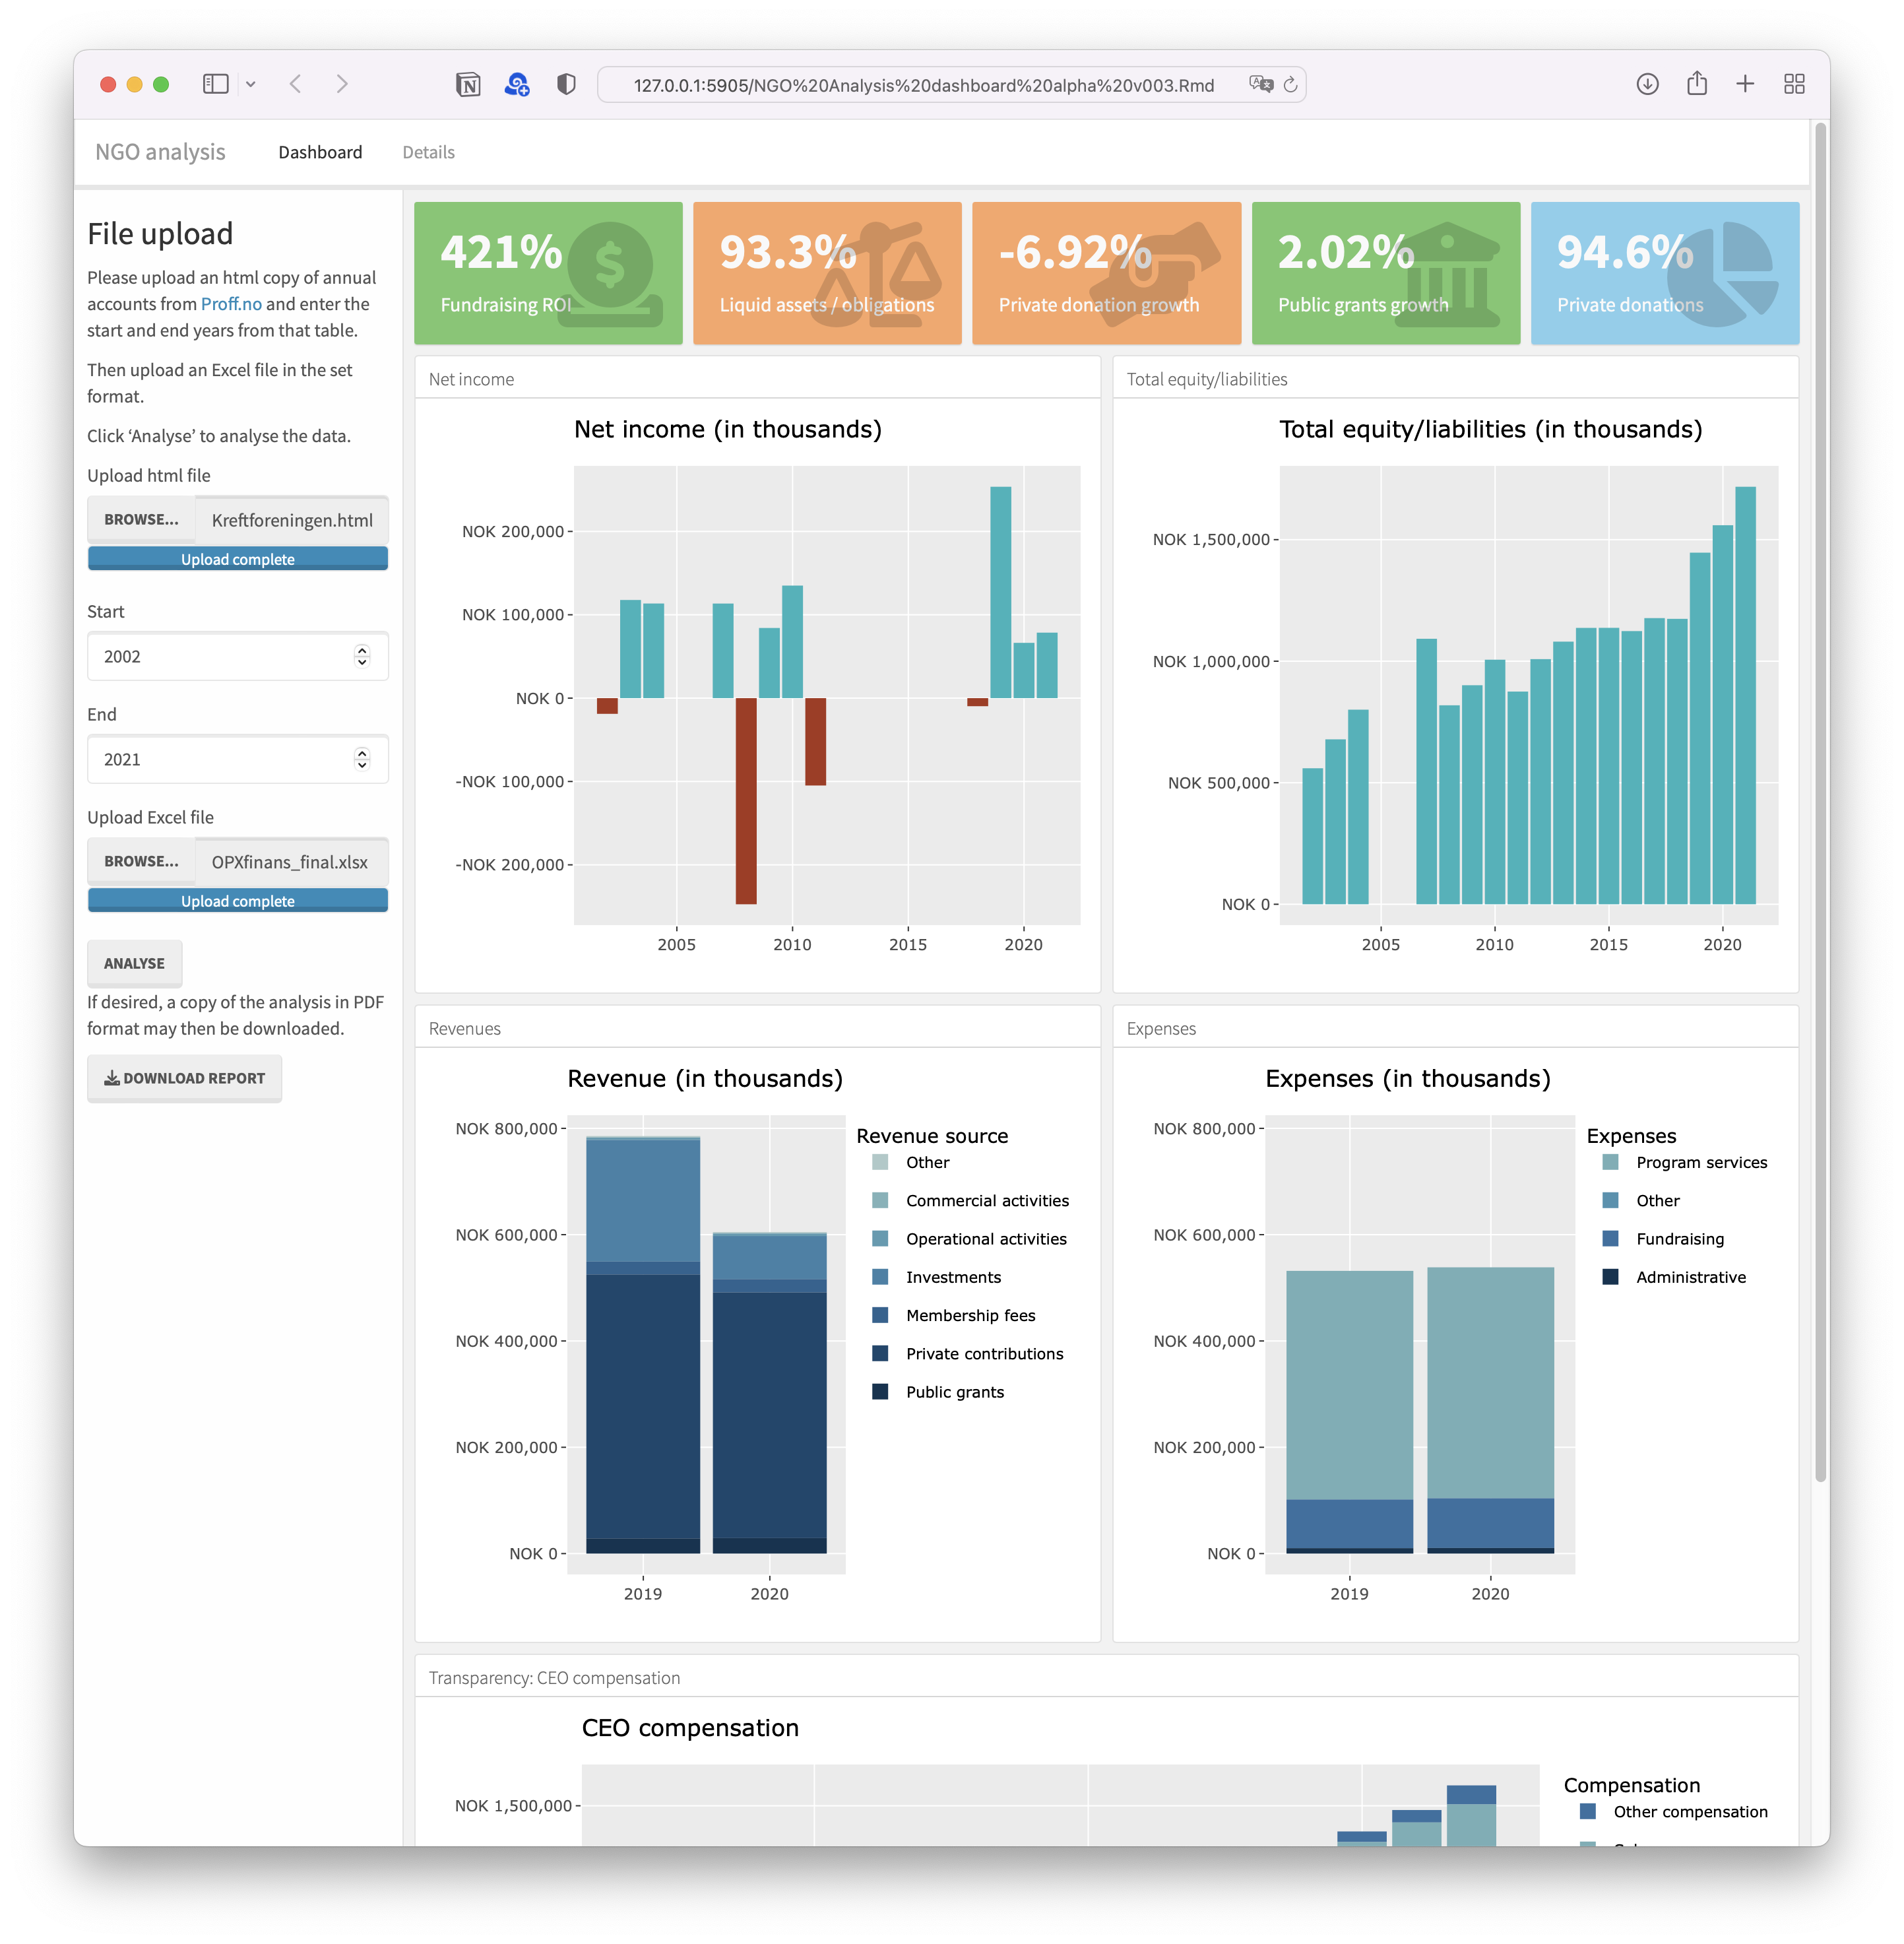 127.0.0.1:5905/NGO%20Analysis%20dashboard%20alpha%20v003.Rmd
NGO analysis
Dashboard
Details
File upload
Please upload an html copy of annual
accounts from Proff.no and enter the
start and end years from that table.
Then upload an Excel file in the set
format.
Click ‘Analyse’ to analyse the data.
Upload html file
BROWSE... Kreftforeningen.html
Upload complete
Start
2002
End
2021
Upload Excel file
BROWSE... OPXfinans_final.xlsx
Upload complete
ANALYSE
If desired, a copy of the analysis in PDF
format may then be downloaded.
DOWNLOAD REPORT
421%
Fundraising ROI
93.3%
Liquid assets / obligations
-6.92%
Private donation growth
2.02%
Public grants growth
94.6%
Private donations
Net income
Net income (in thousands)
NOK 200,000
NOK 100,000
NOK 0
-NOK 100,000
-NOK 200,000
2005 2010 2015 2020
Total equity/liabilities
Total equity/liabilities (in thousands)
NOK 1,500,000
NOK 1,000,000
NOK 500,000
NOK 0
2005 2010 2015 2020
Revenues
Revenue (in thousands)
NOK 800,000
NOK 600,000
NOK 400,000
NOK 200,000
NOK 0
2019 2020
Revenue source
Other
Commercial activities
Operational activities
Investments
Membership fees
Private contributions
Public grants
Expenses
Expenses (in thousands)
NOK 800,000
NOK 600,000
NOK 400,000
NOK 200,000
NOK 0
2019 2020
Expenses
Program services
Other
Fundraising
Administrative
Transparency: CEO compensation
CEO compensation
NOK 1,500,000
Compensation
Other compensation